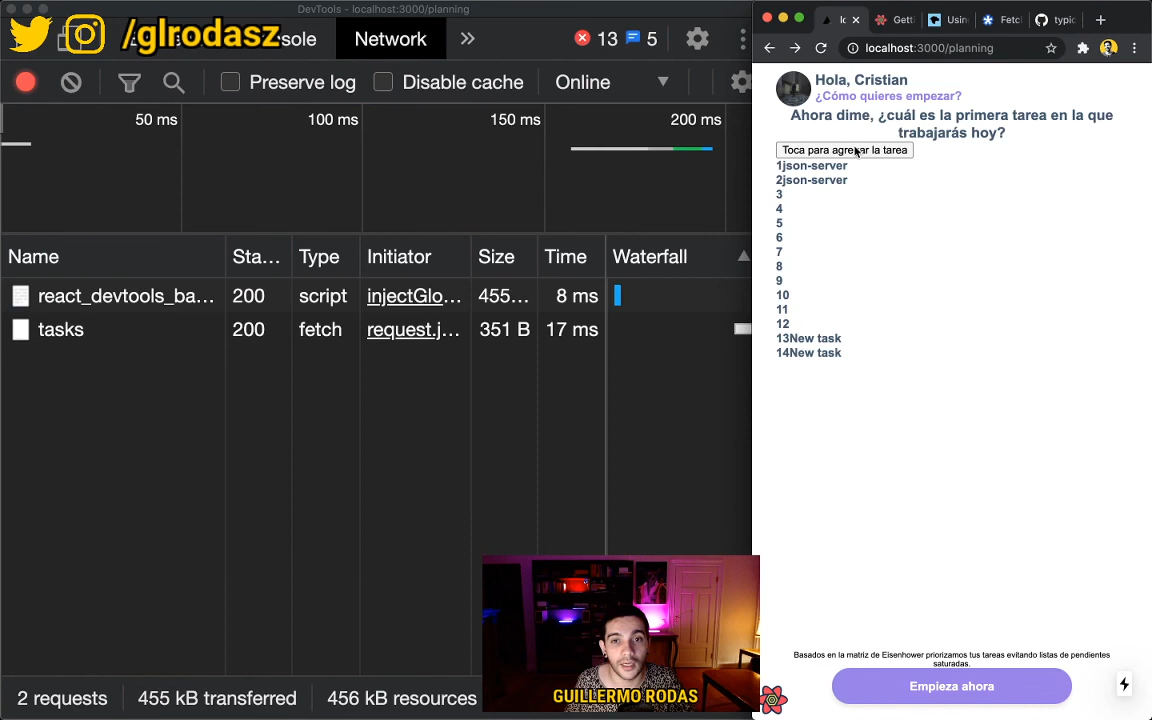 DevTools - localhost:3000/planning
/glrodasz
sole
Network
»
13
5
Preserve log
Disable cache
Online
50 ms
100 ms
150 ms
200 ms
Name
Sta...
Type
Initiator
Size
Time
Waterfall
react_devtools_ba...
200
script
injectGlo...
455...
8 ms
tasks
200
fetch
request.j...
351 B
17 ms
2 requests
455 kB transferred
456 kB resources
GUILLERMO RODAS
Gett
Usin
Fetcl
typic
localhost:3000/planning
Hola, Cristian
¿Cómo quieres empezar?
Ahora dime, ¿cuál es la primera tarea en la que
trabajarás hoy?
Toca para agregar la tarea
1json-server
2json-server
3
4
5
6
7
8
9
10
11
12
13New task
14New task
Basados en la matriz de Eisenhower priorizamos tus tareas evitando listas de pendientes
saturadas.
Empieza ahora